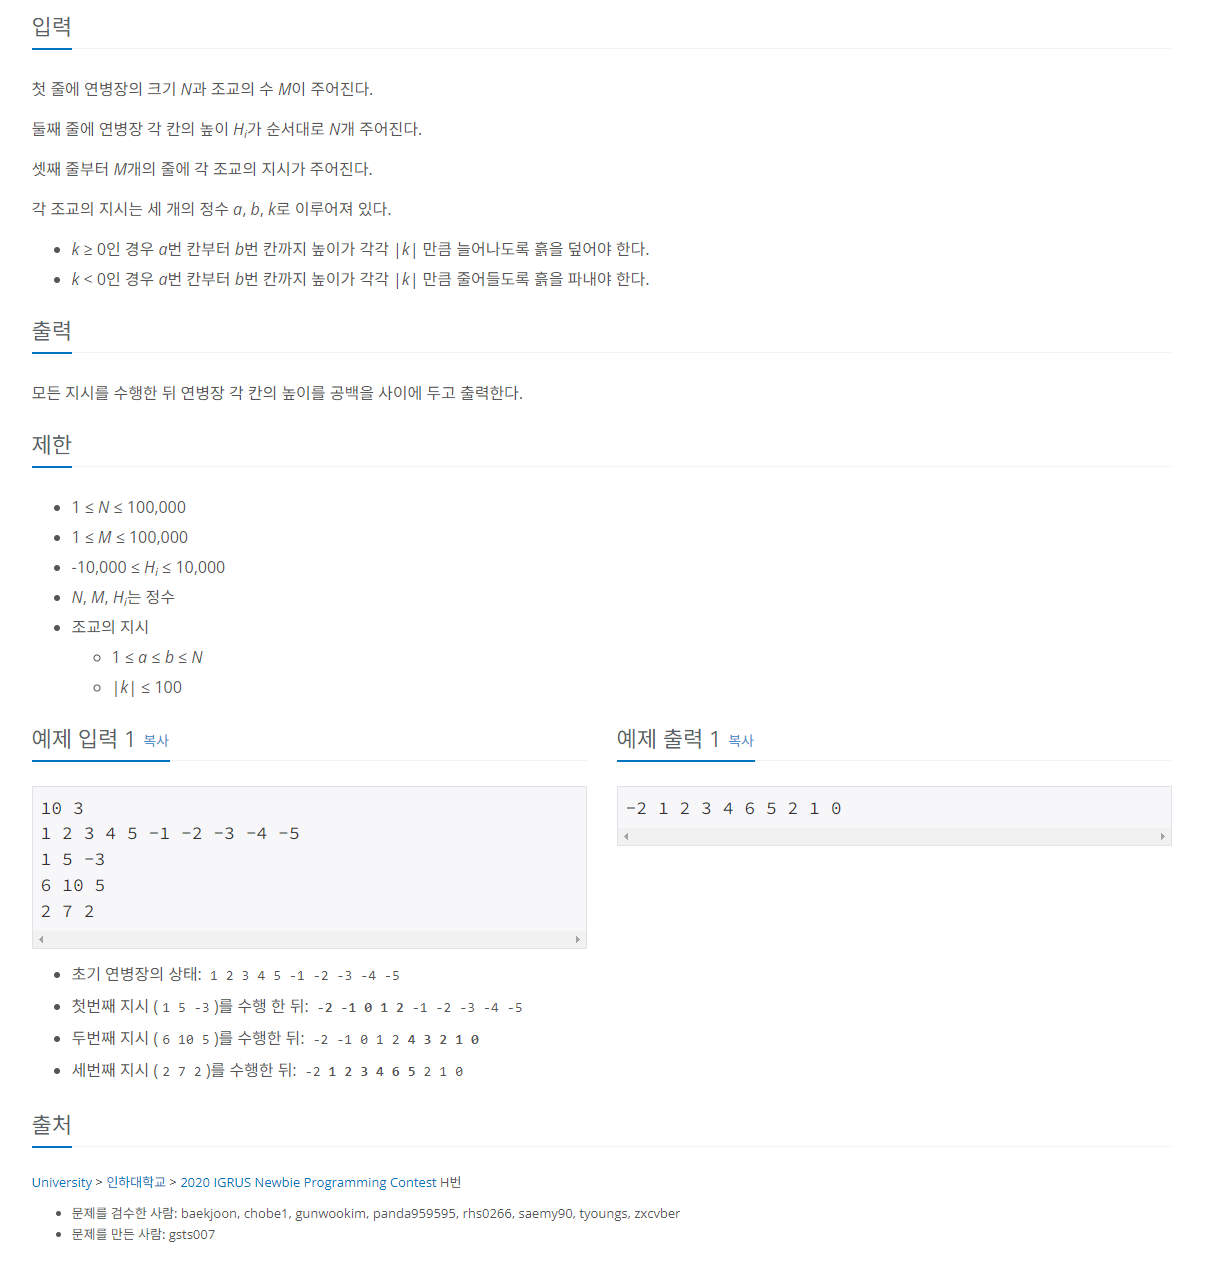 입력
첫 줄에 연병장의 크기 N과 조교의 수 M이 주어진다.
둘째 줄에 연병장 각 칸의 높이 Hi가 순서대로 N개 주어진다.
셋째 줄부터 M개의 줄에 각 조교의 지시가 주어진다.
각 조교의 지시는 세 개의 정수 a, b, k로 이루어져 있다.
• k ≥ 0인 경우 a번 칸부터 b번 칸까지 높이가 각각 |k| 만큼 늘어나도록 흙을 덮어야 한다.
• k < 0인 경우 a번 칸부터 b번 칸까지 높이가 각각 |k| 만큼 줄어들도록 흙을 파내야 한다.
출력
모든 지시를 수행한 뒤 연병장 각 칸의 높이를 공백을 사이에 두고 출력한다.
제한
• 1 ≤ N ≤ 100,000
• 1 ≤ M ≤ 100,000
• -10,000 ≤ Hi ≤ 10,000
• N, M, Hi는 정수
• 조교의 지시
◦ 1 ≤ a ≤ b ≤ N
◦ |k| ≤ 100
예제 입력 1 복사
10 3
1 2 3 4 5 -1 -2 -3 -4 -5
1 5 -3
6 10 5
2 7 2
예제 출력 1 복사
-2 1 2 3 4 6 5 2 1 0
• 초기 연병장의 상태: 1 2 3 4 5 -1 -2 -3 -4 -5
• 첫번째 지시 ( 1 5 -3 )를 수행 한 뒤: -2 -1 0 1 2 -1 -2 -3 -4 -5
• 두번째 지시 ( 6 10 5 )를 수행한 뒤: -2 -1 0 1 2 4 3 2 1 0
• 세번째 지시 ( 2 7 2 )를 수행한 뒤: -2 1 2 3 4 6 5 2 1 0
출처
University > 인하대학교 > 2020 IGRUS Newbie Programming Contest H번
• 문제를 검수한 사람: baekjoon, chobe1, gunwookim, panda959595, rhs0266, saemy90, tyoungs, zxcvber
• 문제를 만든 사람: gsts007